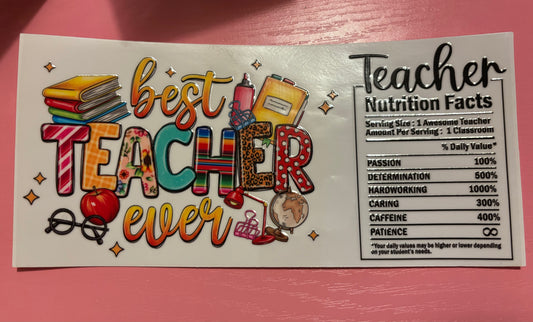 best
TEACHER
ever
Teacher
Nutrition Facts
Serving Size : 1 Awesome Teacher
Amount Per Serving : 1 Classroom
% Daily Value*
PASSION 100%
DETERMINATION 500%
HARDWORKING 1000%
CARING 300%
CAFFEINE 400%
PATIENCE ∞
*Your daily values may be higher or lower depending
on your student's needs.